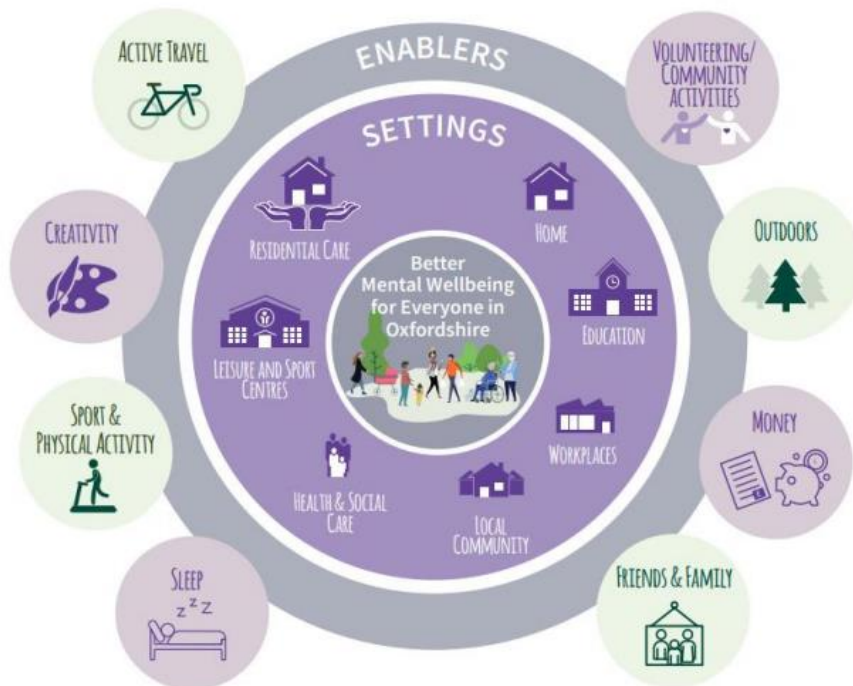 ENABLERS
SETTINGS
ACTIVE TRAVEL
VOLUNTEERING/
COMMUNITY
ACTIVITIES
CREATIVITY
OUTDOORS
SPORT &
PHYSICAL ACTIVITY
MONEY
SLEEP
zzZ
FRIENDS & FAMILY
RESIDENTIAL CARE
HOME
LEISURE AND SPORT
CENTRES
EDUCATION
HEALTH & SOCIAL
CARE
WORKPLACES
LOCAL
COMMUNITY
Better
Mental Wellbeing
for Everyone in
Oxfordshire